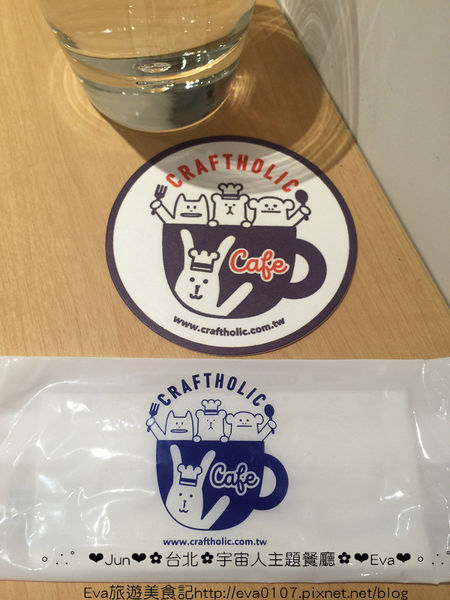 CRAFTHOLIC
Cafe
www.craftholic.com.tw
CRAFTHOLIC
Cafe
www.craftholic.com.tw
。∴°❤Jun❤✿台北✿宇宙人主題餐廳✿❤Eva❤°∴。
Eva旅遊美食記http://eva0107.pixnet.net/blog